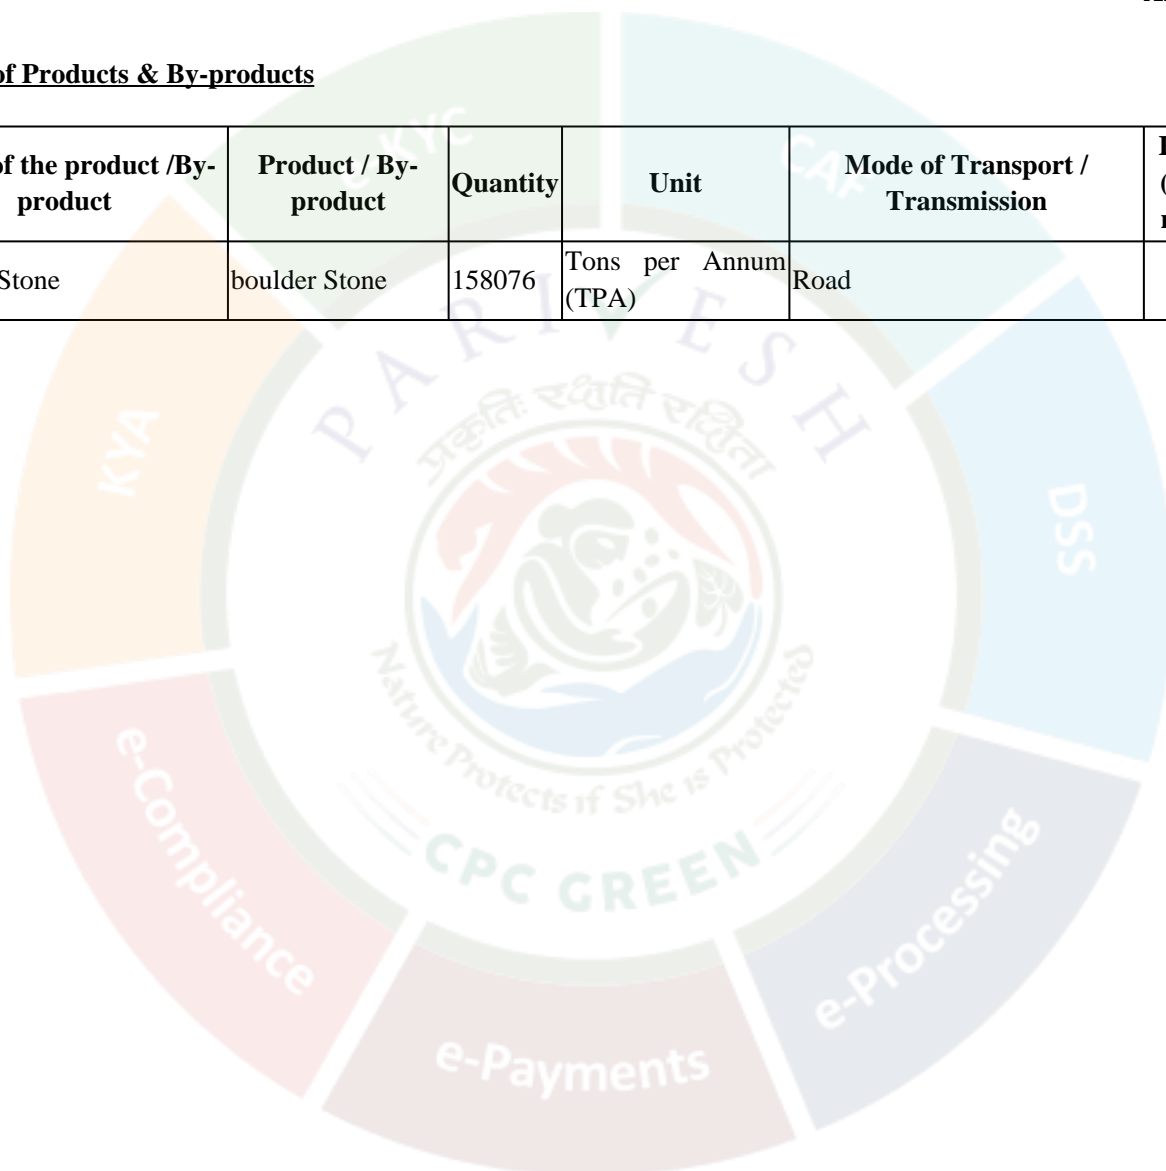 of Products & By-products
of the product /By-
product
Product / By-
product
Quantity
Unit
Mode of Transport /
Transmission
Stone
boulder Stone
158076
Tons per Annum
(TPA)
Road
KYC
CAF
KYA
DSS
PARIVESH
प्रकृतिः रक्षति रक्षिता
Nature Protects if She is Protected
CPC GREEN
e-Compliance
e-Processing
e-Payments